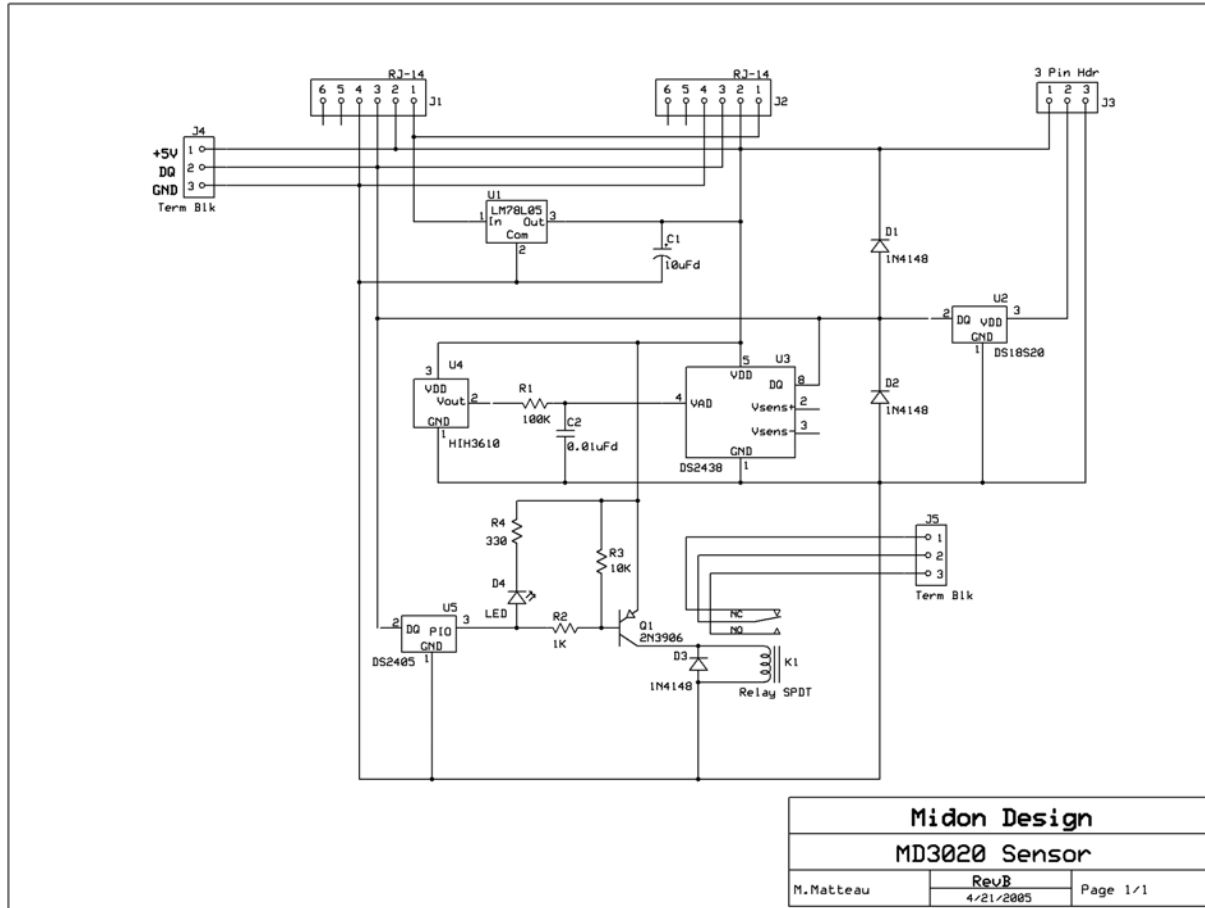 RJ-14
6 5 4 3 2 1
J1
RJ-14
6 5 4 3 2 1
J2
3 Pin Hdr
1 2 3
J3
J4
+5V 1
DQ 2
GND 3
Term Blk
U1
LM78L05
1 In Out 3
Com
2
C1
+
10uFd
D1
1N4148
U2
2 DQ VDD 3
GND
1
DS18S20
U4
3
VDD
Vout 2
GND
1
HIH3610
R1
100K
C2
0.01uFd
U3
5
VDD
DQ 8
4 VAD
Vsens+ 2
Vsens- 3
GND
1
DS2438
D2
1N4148
R4
330
R3
10K
D4
LED
U5
2 DQ PIO 3
GND
1
DS2405
R2
1K
Q1
2N3906
D3
1N4148
NC
NO
K1
Relay SPDT
J5
1
2
3
Term Blk
Midon Design
MD3020 Sensor
M.Matteau
RevB
4/21/2005
Page 1/1